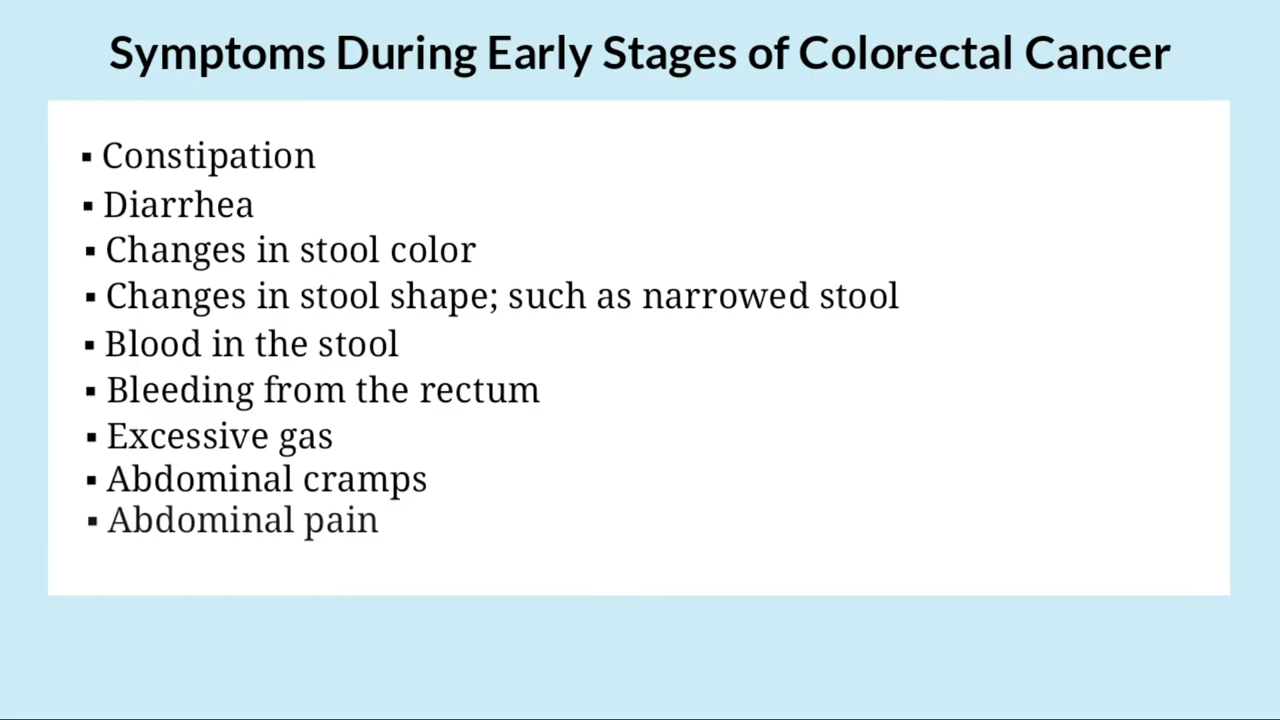 Symptoms During Early Stages of Colorectal Cancer
▪ Constipation
▪ Diarrhea
▪ Changes in stool color
▪ Changes in stool shape; such as narrowed stool
▪ Blood in the stool
▪ Bleeding from the rectum
▪ Excessive gas
▪ Abdominal cramps
▪ Abdominal pain